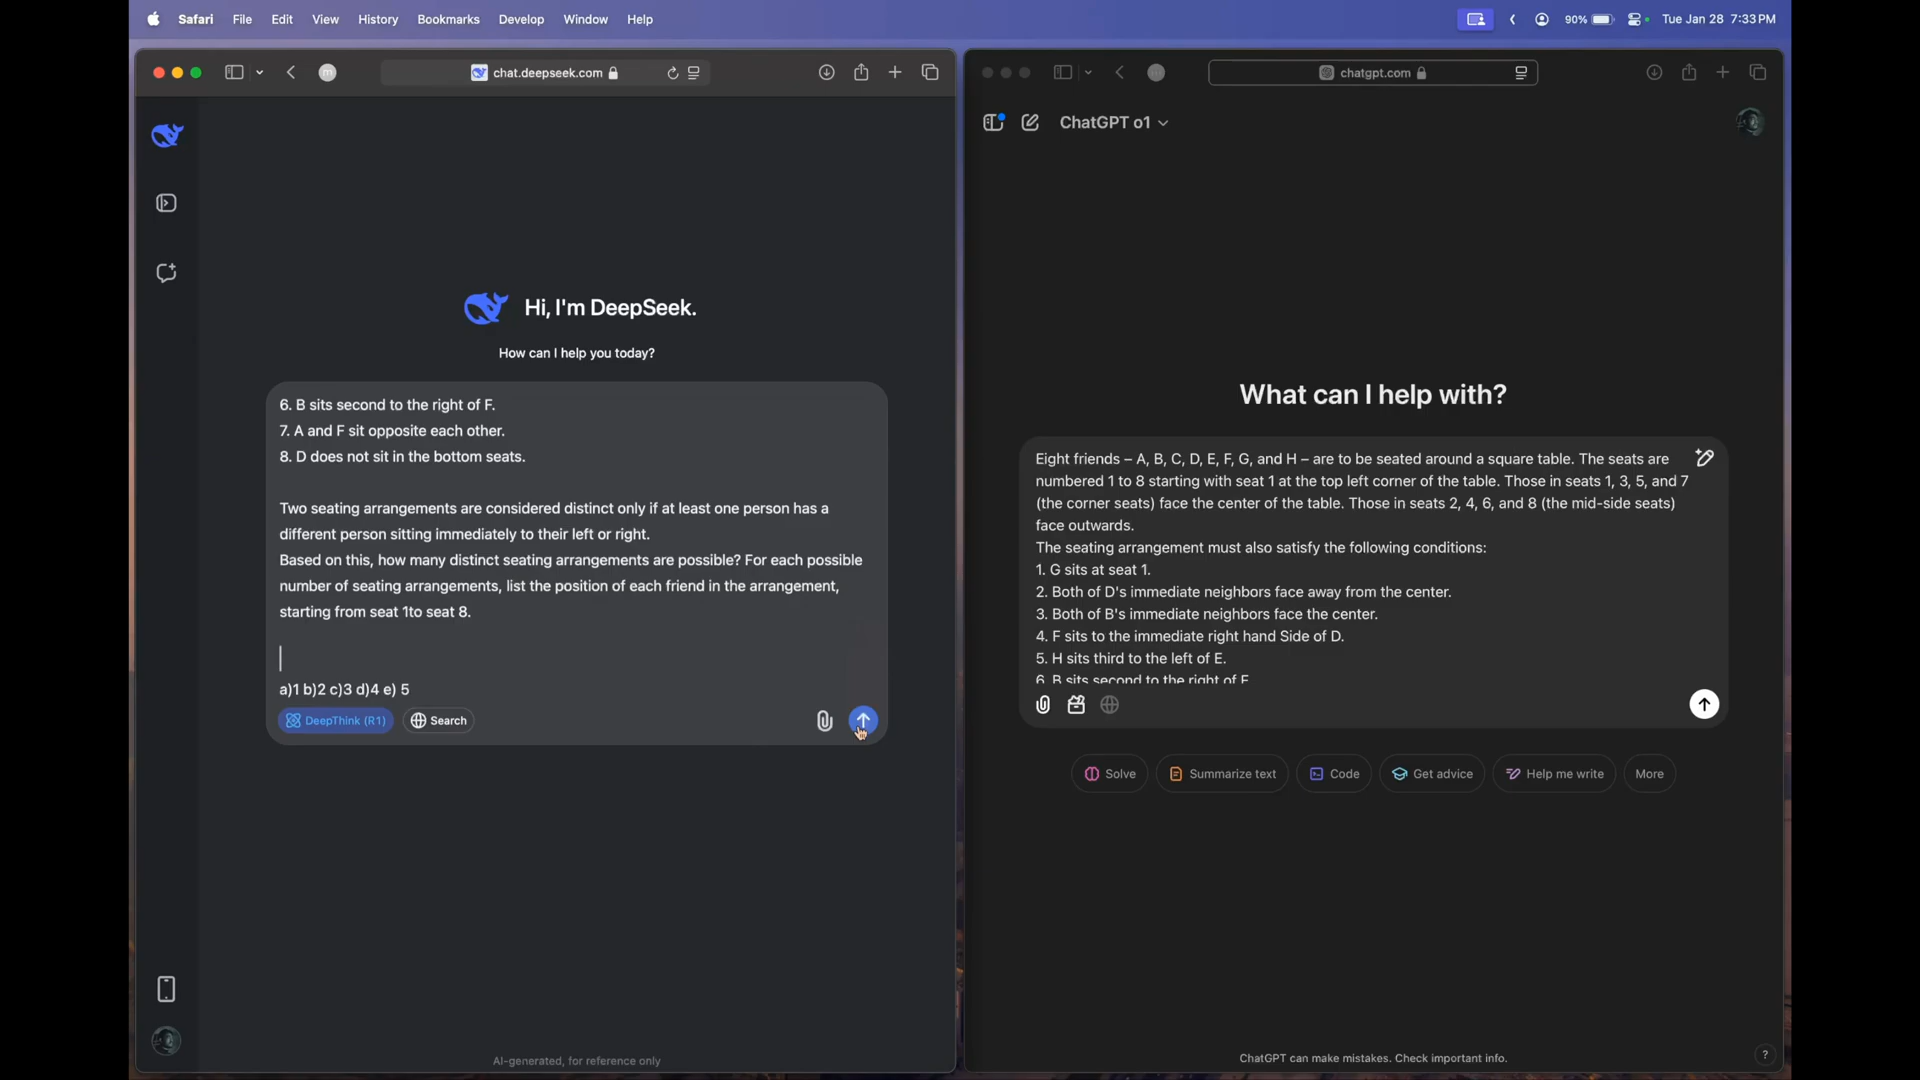 Safari File Edit View History Bookmarks Develop Window Help
90% Tue Jan 28 7:33 PM
chat.deepseek.com
Hi, I'm DeepSeek.
How can I help you today?
6. B sits second to the right of F.
7. A and F sit opposite each other.
8. D does not sit in the bottom seats.
Two seating arrangements are considered distinct only if at least one person has a
different person sitting immediately to their left or right.
Based on this, how many distinct seating arrangements are possible? For each possible
number of seating arrangements, list the position of each friend in the arrangement,
starting from seat 1to seat 8.
a)1 b)2 c)3 d)4 e) 5
DeepThink (R1) Search
AI-generated, for reference only
chatgpt.com
ChatGPT o1
What can I help with?
Eight friends – A, B, C, D, E, F, G, and H – are to be seated around a square table. The seats are
numbered 1 to 8 starting with seat 1 at the top left corner of the table. Those in seats 1, 3, 5, and 7
(the corner seats) face the center of the table. Those in seats 2, 4, 6, and 8 (the mid-side seats)
face outwards.
The seating arrangement must also satisfy the following conditions:
1. G sits at seat 1.
2. Both of D's immediate neighbors face away from the center.
3. Both of B's immediate neighbors face the center.
4. F sits to the immediate right hand Side of D.
5. H sits third to the left of E.
6. B sits second to the right of F
Solve Summarize text Code Get advice Help me write More
ChatGPT can make mistakes. Check important info.
?